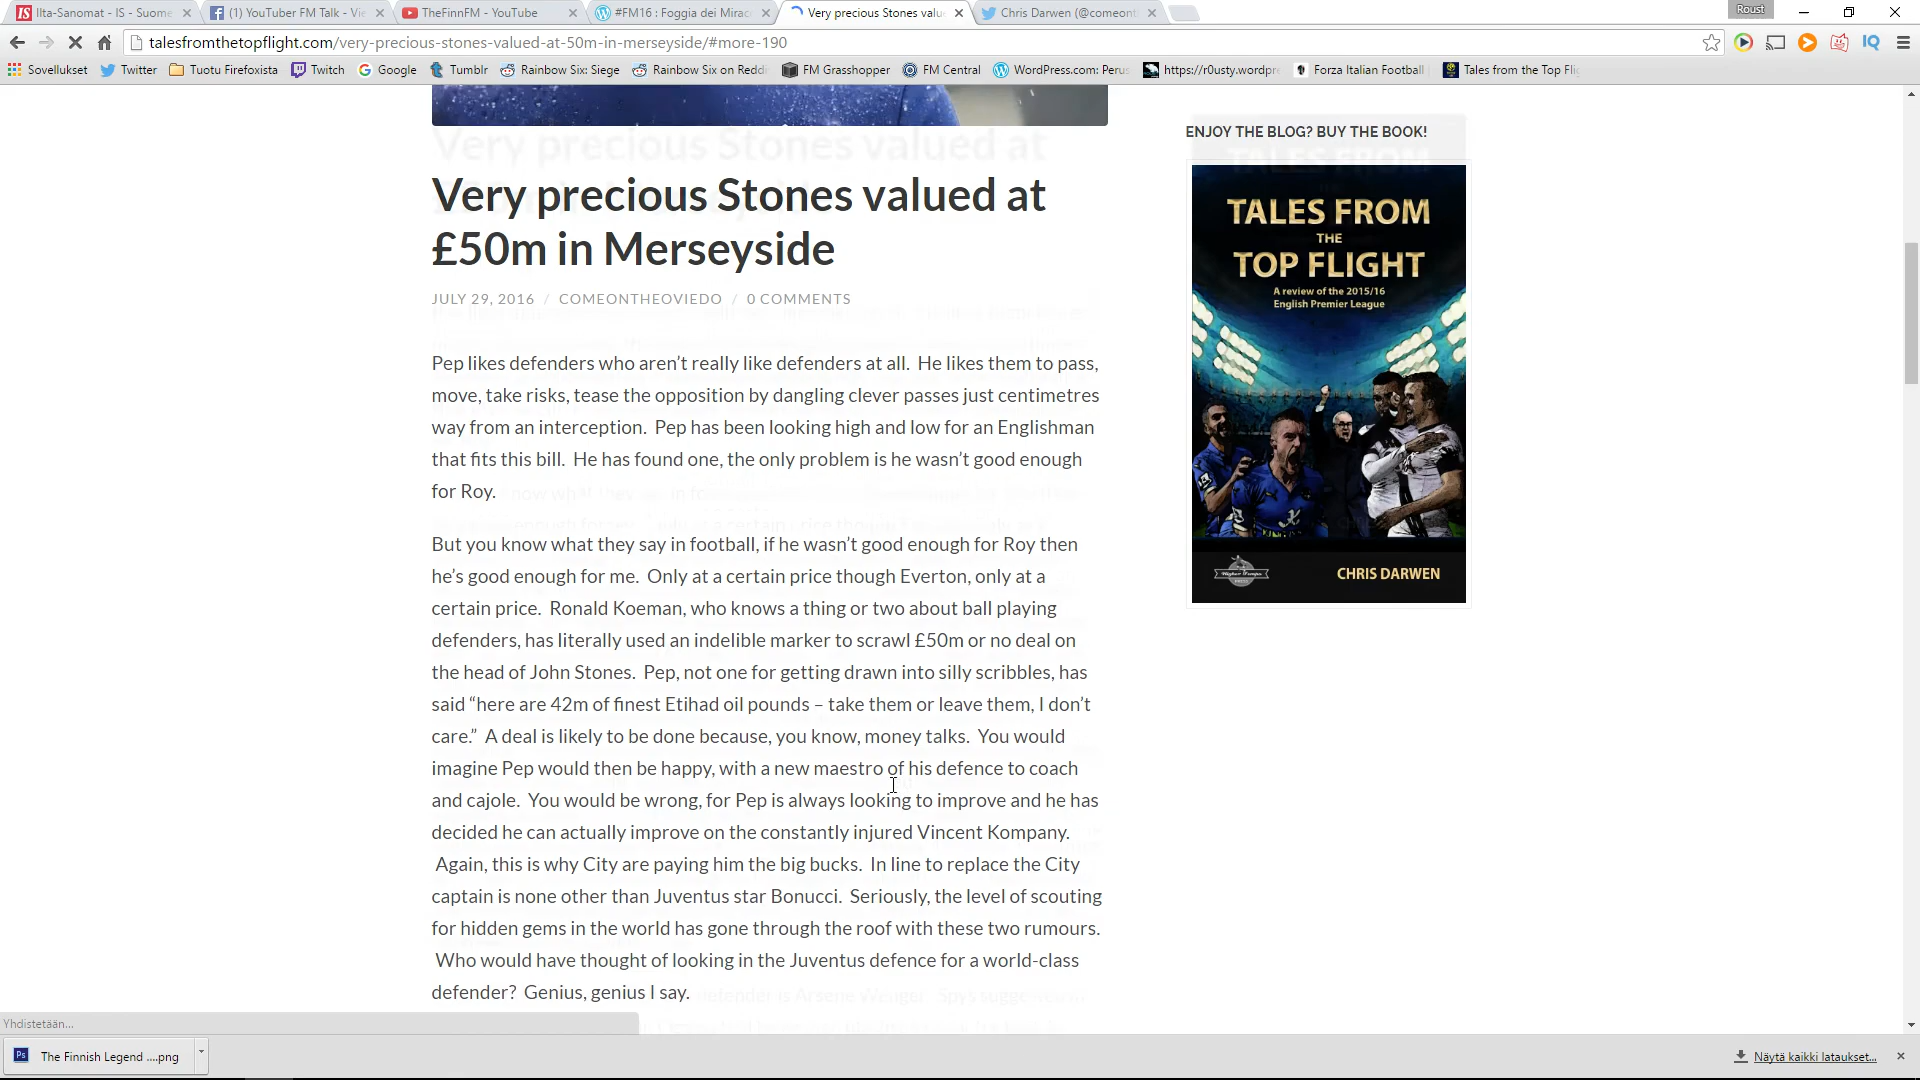 Roust
Ilta-Sanomat - IS - Suome
(1) YouTuber FM Talk - Vie
TheFinnFM - YouTube
#FM16 : Foggia dei Mirac
Very precious Stones valu
Chris Darwen (@comeont
talesfromthetopflight.com/very-precious-stones-valued-at-50m-in-merseyside/#more-190
Sovellukset
Twitter
Tuotu Firefoxista
Twitch
Google
Tumblr
Rainbow Six: Siege
Rainbow Six on Reddi
FM Grasshopper
FM Central
WordPress.com: Perus
https://r0usty.wordpr
Forza Italian Football
Tales from the Top Flig
Very precious Stones valued at
£50m in Merseyside
JULY 29, 2016 / COMEONTHEOVIEDO / 0 COMMENTS
Pep likes defenders who aren’t really like defenders at all. He likes them to pass,
move, take risks, tease the opposition by dangling clever passes just centimetres
way from an interception. Pep has been looking high and low for an Englishman
that fits this bill. He has found one, the only problem is he wasn’t good enough
for Roy.
But you know what they say in football, if he wasn’t good enough for Roy then
he’s good enough for me. Only at a certain price though Everton, only at a
certain price. Ronald Koeman, who knows a thing or two about ball playing
defenders, has literally used an indelible marker to scrawl £50m or no deal on
the head of John Stones. Pep, not one for getting drawn into silly scribbles, has
said “here are 42m of finest Etihad oil pounds – take them or leave them, I don’t
care.” A deal is likely to be done because, you know, money talks. You would
imagine Pep would then be happy, with a new maestro of his defence to coach
and cajole. You would be wrong, for Pep is always looking to improve and he has
decided he can actually improve on the constantly injured Vincent Kompany.
Again, this is why City are paying him the big bucks. In line to replace the City
captain is none other than Juventus star Bonucci. Seriously, the level of scouting
for hidden gems in the world has gone through the roof with these two rumours.
Who would have thought of looking in the Juventus defence for a world-class
defender? Genius, genius I say.
ENJOY THE BLOG? BUY THE BOOK!
TALES FROM
THE
TOP FLIGHT
A review of the 2015/16
English Premier League
CHRIS DARWEN
Yhdistetään...
The Finnish Legend ....png
Näytä kaikki lataukset...